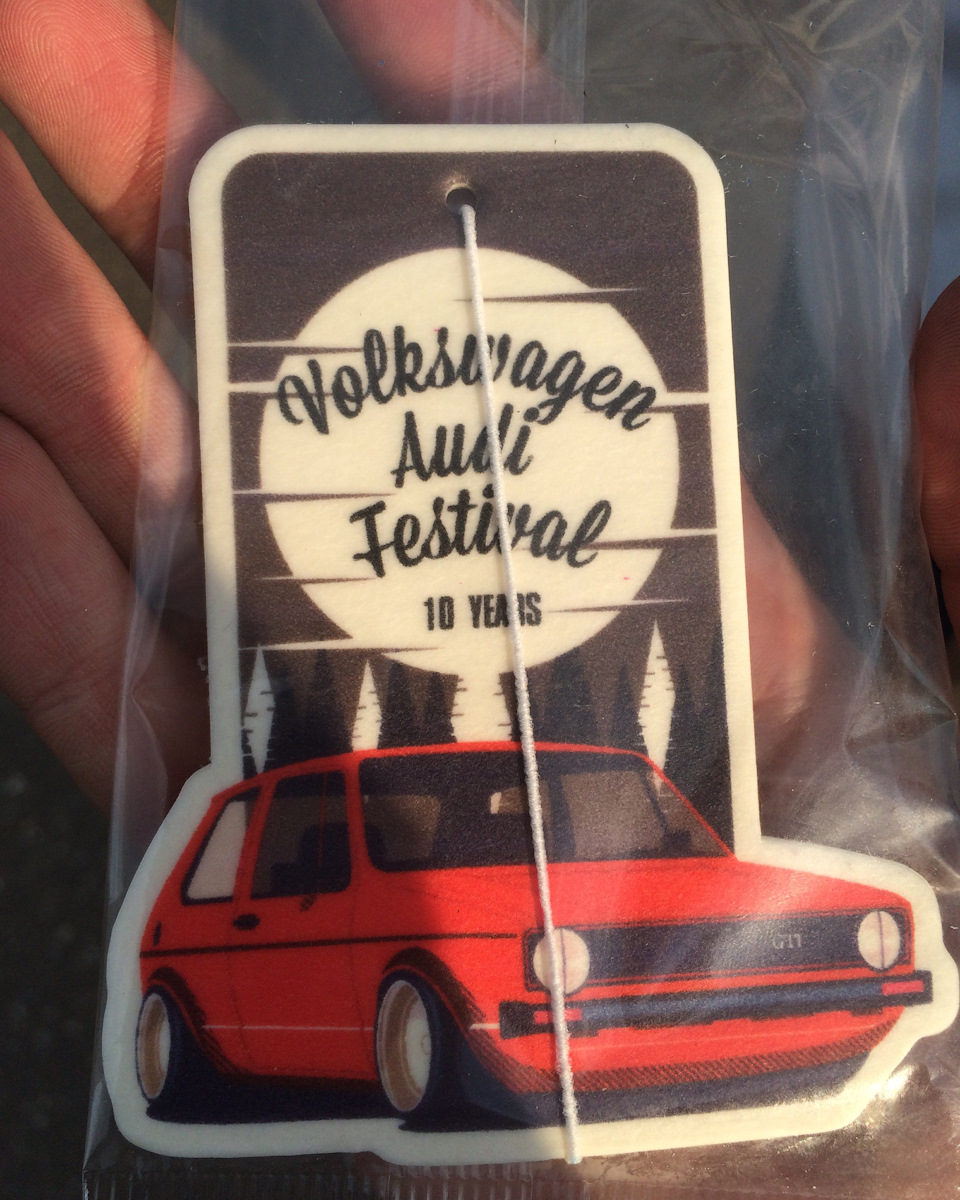 Volkswagen
Audi
Festival
10 YEARS
GTI